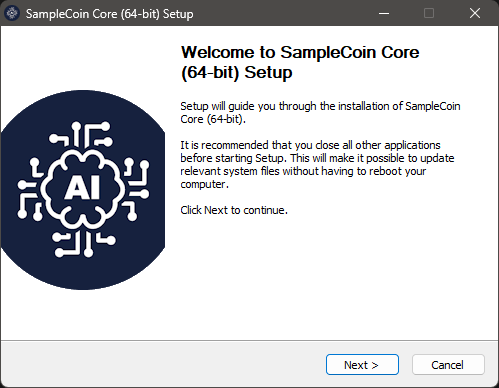 SampleCoin Core (64-bit) Setup
Welcome to SampleCoin Core
(64-bit) Setup
Setup will guide you through the installation of SampleCoin
Core (64-bit).
It is recommended that you close all other applications
before starting Setup. This will make it possible to update
relevant system files without having to reboot your
computer.
Click Next to continue.
AI
Next >
Cancel